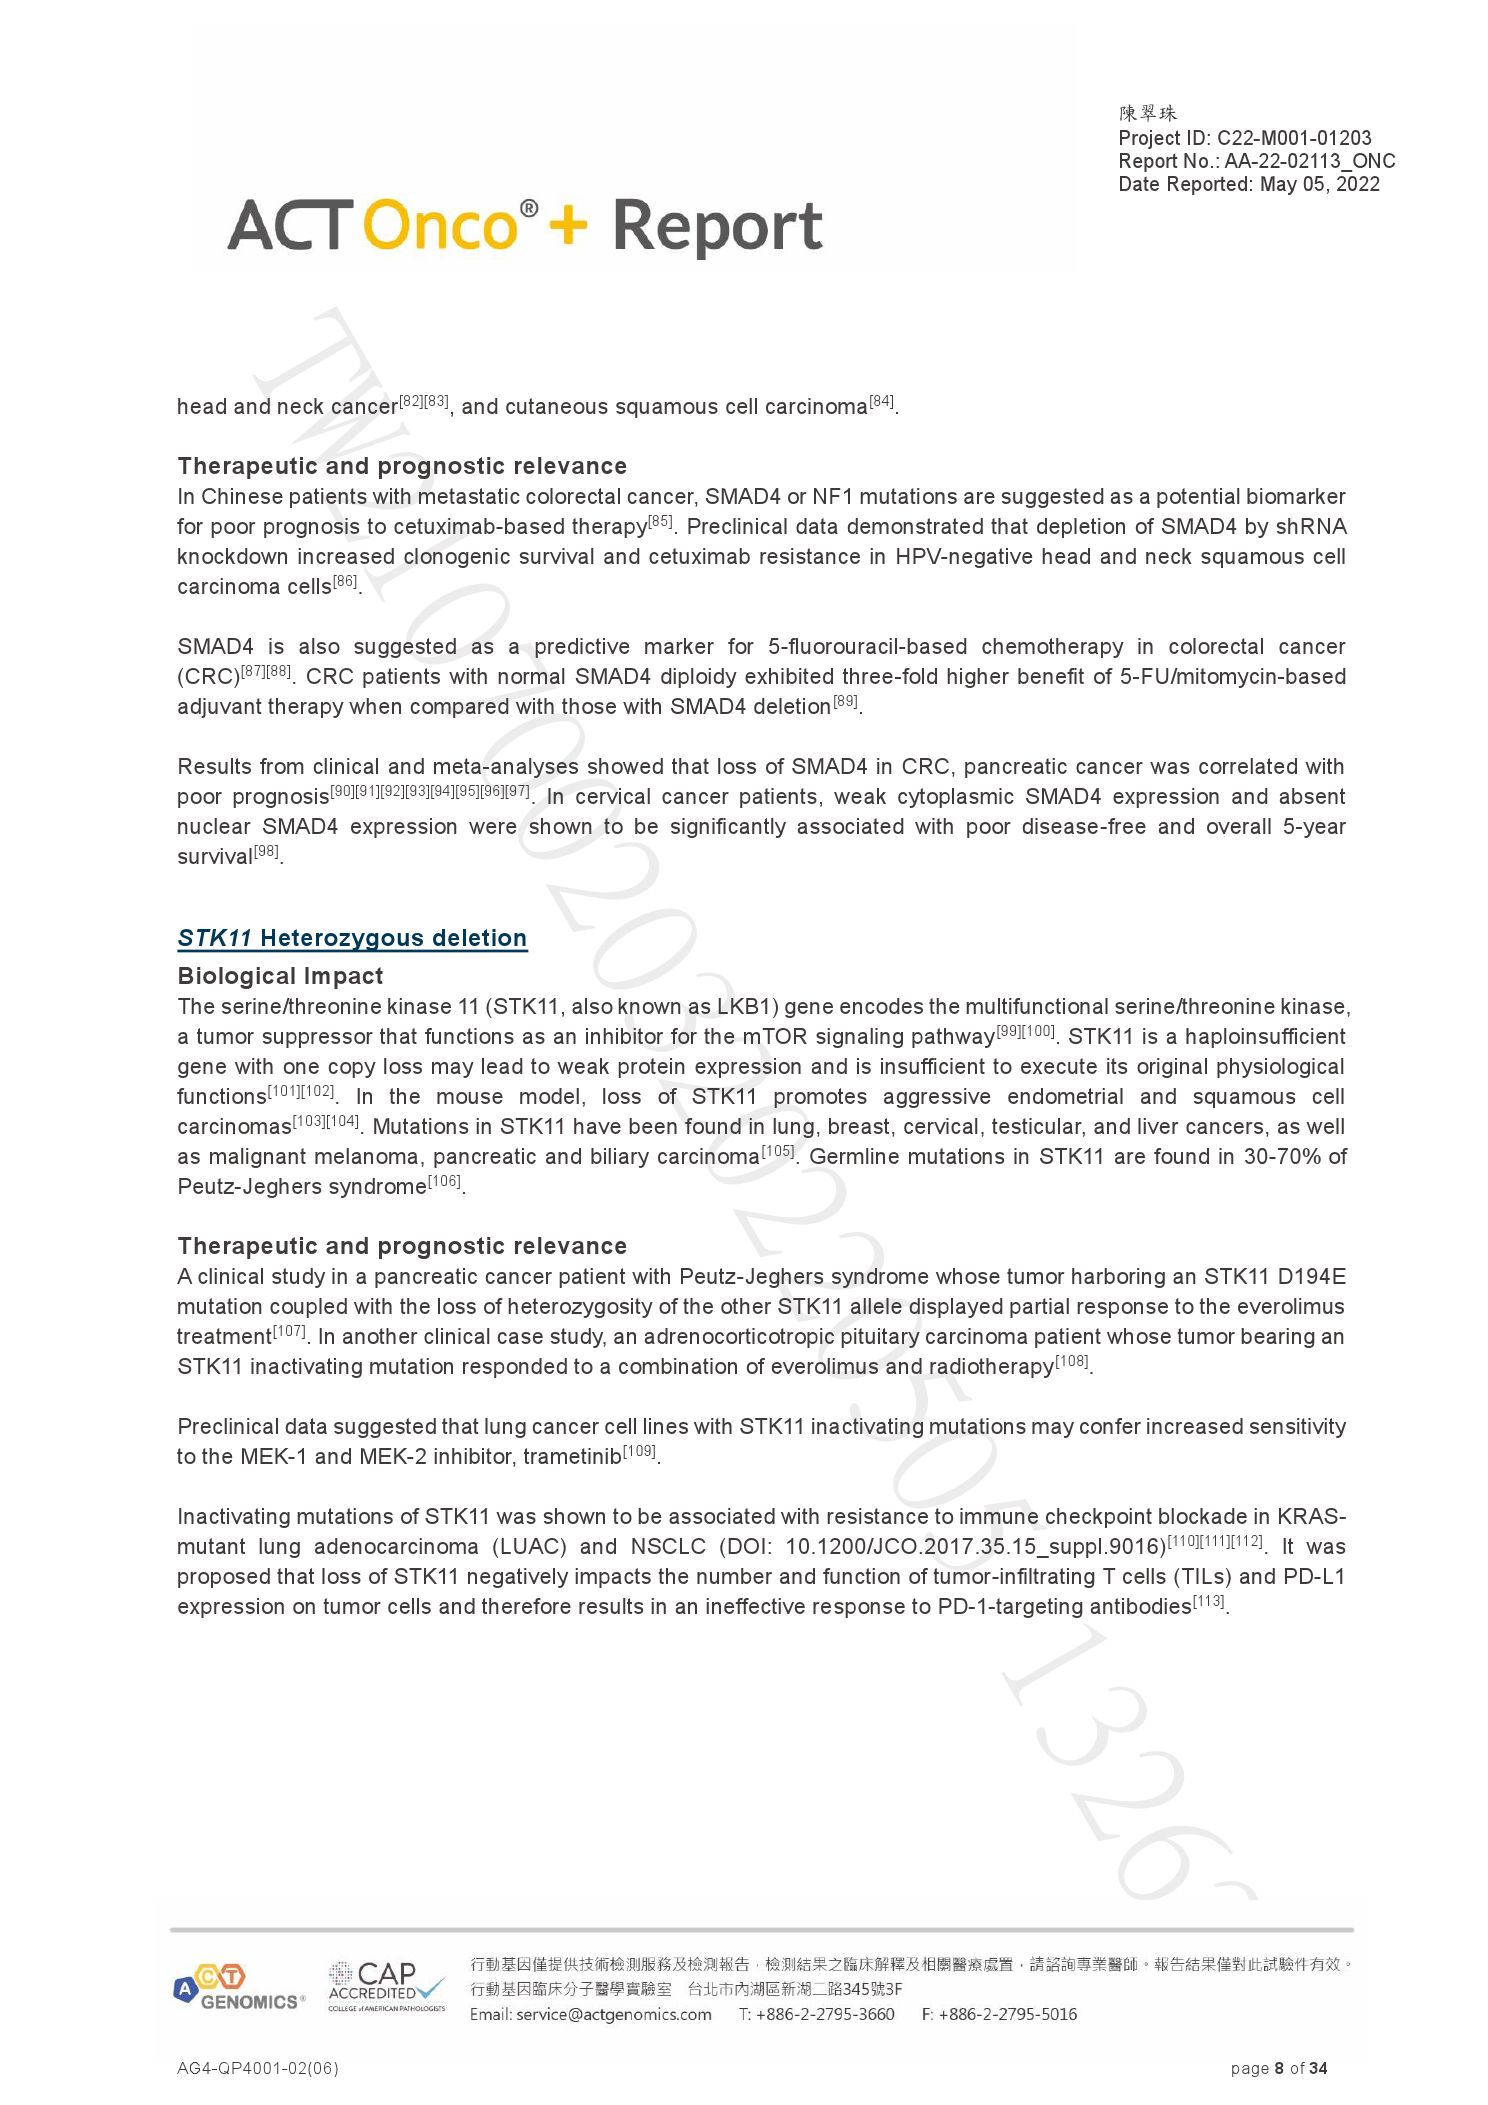 陳翠珠
Project ID: C22-M001-01203
Report No.: AA-22-02113_ONC
Date Reported: May 05, 2022
ACT Onco®+ Report
head and neck cancer[82][83], and cutaneous squamous cell carcinoma[84].
Therapeutic and prognostic relevance
In Chinese patients with metastatic colorectal cancer, SMAD4 or NF1 mutations are suggested as a potential biomarker
for poor prognosis to cetuximab-based therapy[85]. Preclinical data demonstrated that depletion of SMAD4 by shRNA
knockdown increased clonogenic survival and cetuximab resistance in HPV-negative head and neck squamous cell
carcinoma cells[86].
SMAD4 is also suggested as a predictive marker for 5-fluorouracil-based chemotherapy in colorectal cancer
(CRC)[87][88]. CRC patients with normal SMAD4 diploidy exhibited three-fold higher benefit of 5-FU/mitomycin-based
adjuvant therapy when compared with those with SMAD4 deletion[89].
Results from clinical and meta-analyses showed that loss of SMAD4 in CRC, pancreatic cancer was correlated with
poor prognosis[90][91][92][93][94][95][96][97]. In cervical cancer patients, weak cytoplasmic SMAD4 expression and absent
nuclear SMAD4 expression were shown to be significantly associated with poor disease-free and overall 5-year
survival[98].
STK11 Heterozygous deletion
Biological Impact
The serine/threonine kinase 11 (STK11, also known as LKB1) gene encodes the multifunctional serine/threonine kinase,
a tumor suppressor that functions as an inhibitor for the mTOR signaling pathway[99][100]. STK11 is a haploinsufficient
gene with one copy loss may lead to weak protein expression and is insufficient to execute its original physiological
functions[101][102]. In the mouse model, loss of STK11 promotes aggressive endometrial and squamous cell
carcinomas[103][104]. Mutations in STK11 have been found in lung, breast, cervical, testicular, and liver cancers, as well
as malignant melanoma, pancreatic and biliary carcinoma[105]. Germline mutations in STK11 are found in 30-70% of
Peutz-Jeghers syndrome[106].
Therapeutic and prognostic relevance
A clinical study in a pancreatic cancer patient with Peutz-Jeghers syndrome whose tumor harboring an STK11 D194E
mutation coupled with the loss of heterozygosity of the other STK11 allele displayed partial response to the everolimus
treatment[107]. In another clinical case study, an adrenocorticotropic pituitary carcinoma patient whose tumor bearing an
STK11 inactivating mutation responded to a combination of everolimus and radiotherapy[108].
Preclinical data suggested that lung cancer cell lines with STK11 inactivating mutations may confer increased sensitivity
to the MEK-1 and MEK-2 inhibitor, trametinib[109].
Inactivating mutations of STK11 was shown to be associated with resistance to immune checkpoint blockade in KRAS-
mutant lung adenocarcinoma (LUAC) and NSCLC (DOI: 10.1200/JCO.2017.35.15_suppl.9016)[110][111][112]. It was
proposed that loss of STK11 negatively impacts the number and function of tumor-infiltrating T cells (TILs) and PD-L1
expression on tumor cells and therefore results in an ineffective response to PD-1-targeting antibodies[113].
ACT GENOMICS®
CAP ACCREDITED
COLLEGE of AMERICAN PATHOLOGISTS
行動基因僅提供技術檢測服務及檢測報告，檢測結果之臨床解釋及相關醫療處置，請諮詢專業醫師。報告結果僅對此試驗件有效。
行動基因臨床分子醫學實驗室 台北市內湖區新湖二路345號3F
Email: service@actgenomics.com T: +886-2-2795-3660 F: +886-2-2795-5016
AG4-QP4001-02(06)
page 8 of 34